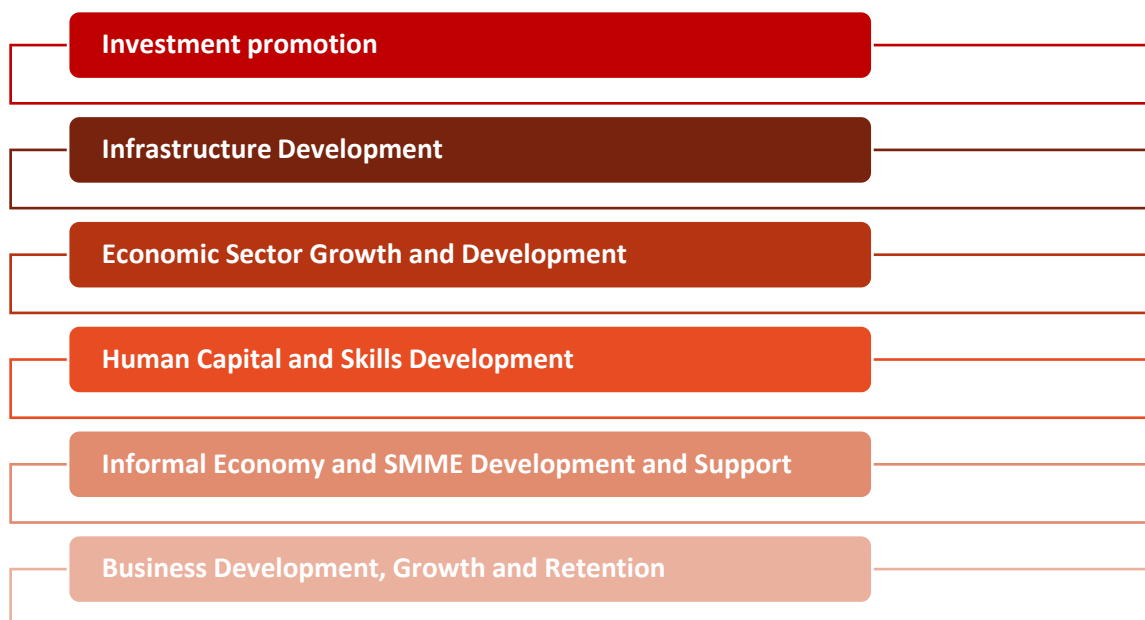 Investment promotion
Infrastructure Development
Economic Sector Growth and Development
Human Capital and Skills Development
Informal Economy and SMME Development and Support
Business Development, Growth and Retention